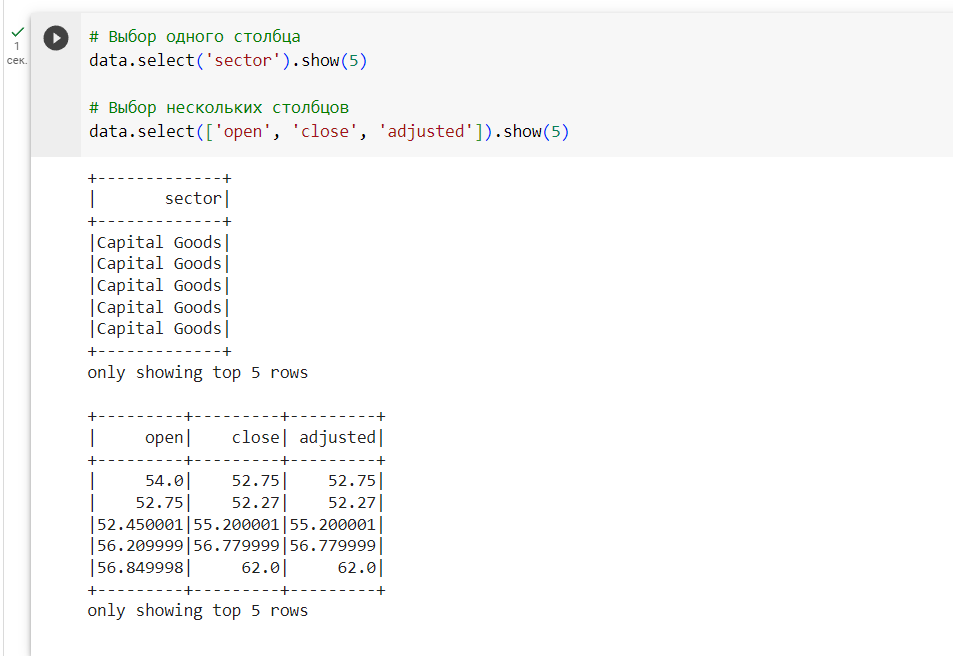 1
сек.
# Выбор одного столбца
data.select('sector').show(5)
# Выбор нескольких столбцов
data.select(['open', 'close', 'adjusted']).show(5)
+-------------+
|       sector|
+-------------+
|Capital Goods|
|Capital Goods|
|Capital Goods|
|Capital Goods|
|Capital Goods|
+-------------+
only showing top 5 rows
+---------+---------+---------+
|     open|    close| adjusted|
+---------+---------+---------+
|     54.0|    52.75|    52.75|
|    52.75|    52.27|    52.27|
|52.450001|55.200001|55.200001|
|56.209999|56.779999|56.779999|
|56.849998|     62.0|     62.0|
+---------+---------+---------+
only showing top 5 rows